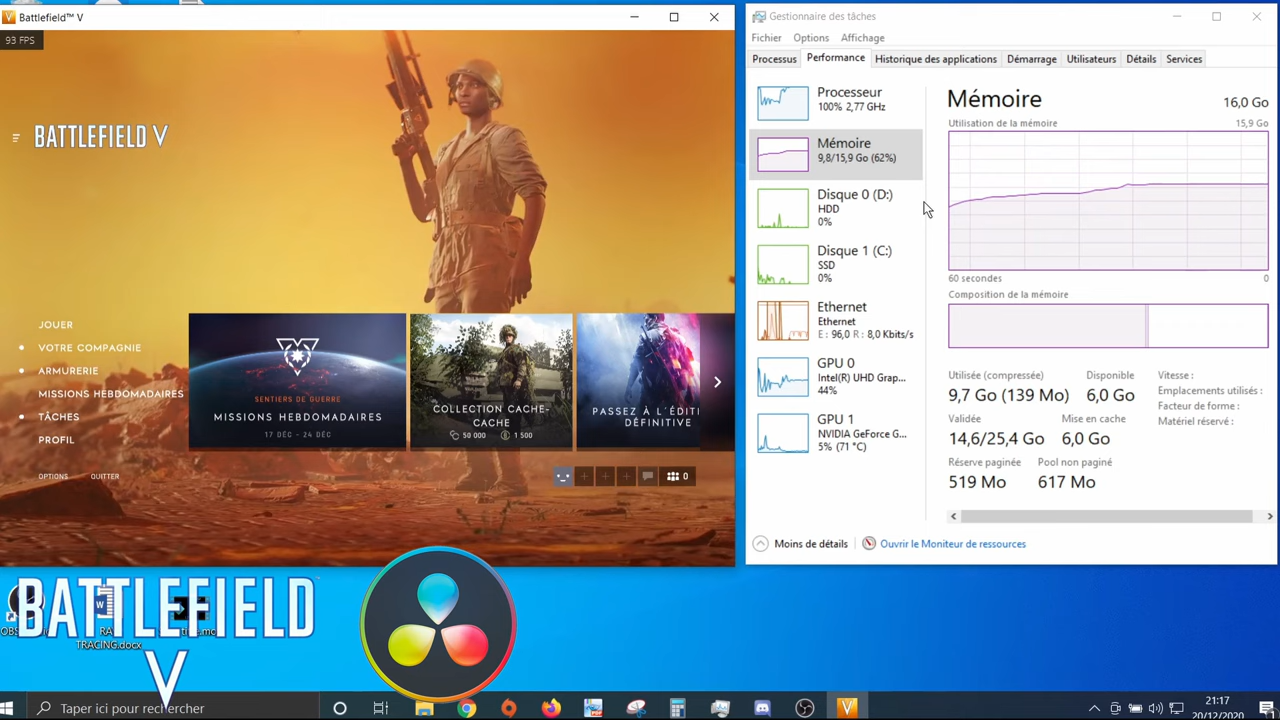 Battlefield™ V
93 FPS
BATTLEFIELD V
JOUER
VOTRE COMPAGNIE
ARMURERIE
MISSIONS HEBDOMADAIRES
TÂCHES
PROFIL
OPTIONS
QUITTER
SENTIERS DE GUERRE
MISSIONS HEBDOMADAIRES
17 DÉC - 24 DÉC
COLLECTION CACHE-
CACHE
50 000
1 500
PASSEZ À L'ÉDITI
DÉFINITIVE
0
Gestionnaire des tâches
Fichier Options Affichage
Processus Performance Historique des applications Démarrage Utilisateurs Détails Services
Processeur
100% 2,77 GHz
Mémoire
9,8/15,9 Go (62%)
Disque 0 (D:)
HDD
0%
Disque 1 (C:)
SSD
0%
Ethernet
Ethernet
E : 96,0 R : 8,0 Kbits/s
GPU 0
Intel(R) UHD Grap...
44%
GPU 1
NVIDIA GeForce G...
5% (71 °C)
Mémoire 16,0 Go
Utilisation de la mémoire 15,9 Go
60 secondes 0
Composition de la mémoire
Utilisée (compressée) Disponible Vitesse :
9,7 Go (139 Mo) 6,0 Go Emplacements utilisés :
Facteur de forme :
Validée Mise en cache Matériel réservé :
14,6/25,4 Go 6,0 Go
Réserve paginée Pool non paginé
519 Mo 617 Mo
Moins de détails Ouvrir le Moniteur de ressources
BATTLEFIELD
V
TRACING.docx
Taper ici pour rechercher
21:17
20/12/2020